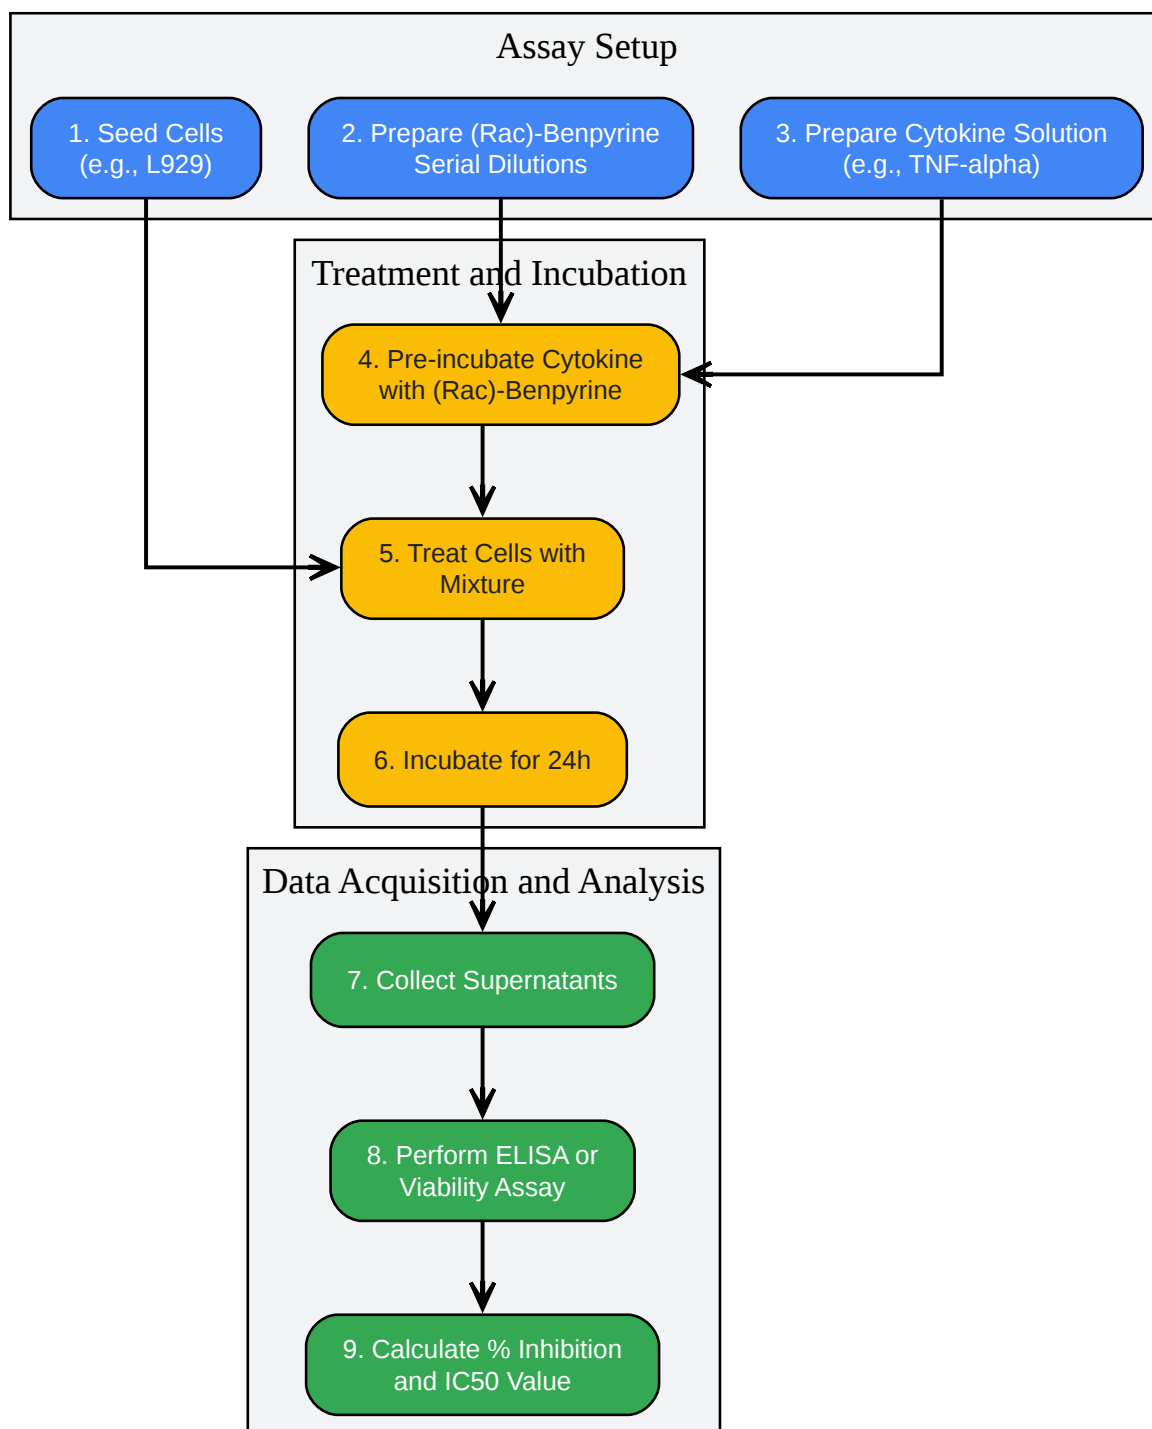 Assay Setup
1. Seed Cells
(e.g., L929)
2. Prepare (Rac)-Benpyrine
Serial Dilutions
3. Prepare Cytokine Solution
(e.g., TNF-alpha)
Treatment and Incubation
4. Pre-incubate Cytokine
with (Rac)-Benpyrine
5. Treat Cells with
Mixture
6. Incubate for 24h
Data Acquisition and Analysis
7. Collect Supernatants
8. Perform ELISA or
Viability Assay
9. Calculate % Inhibition
and IC50 Value